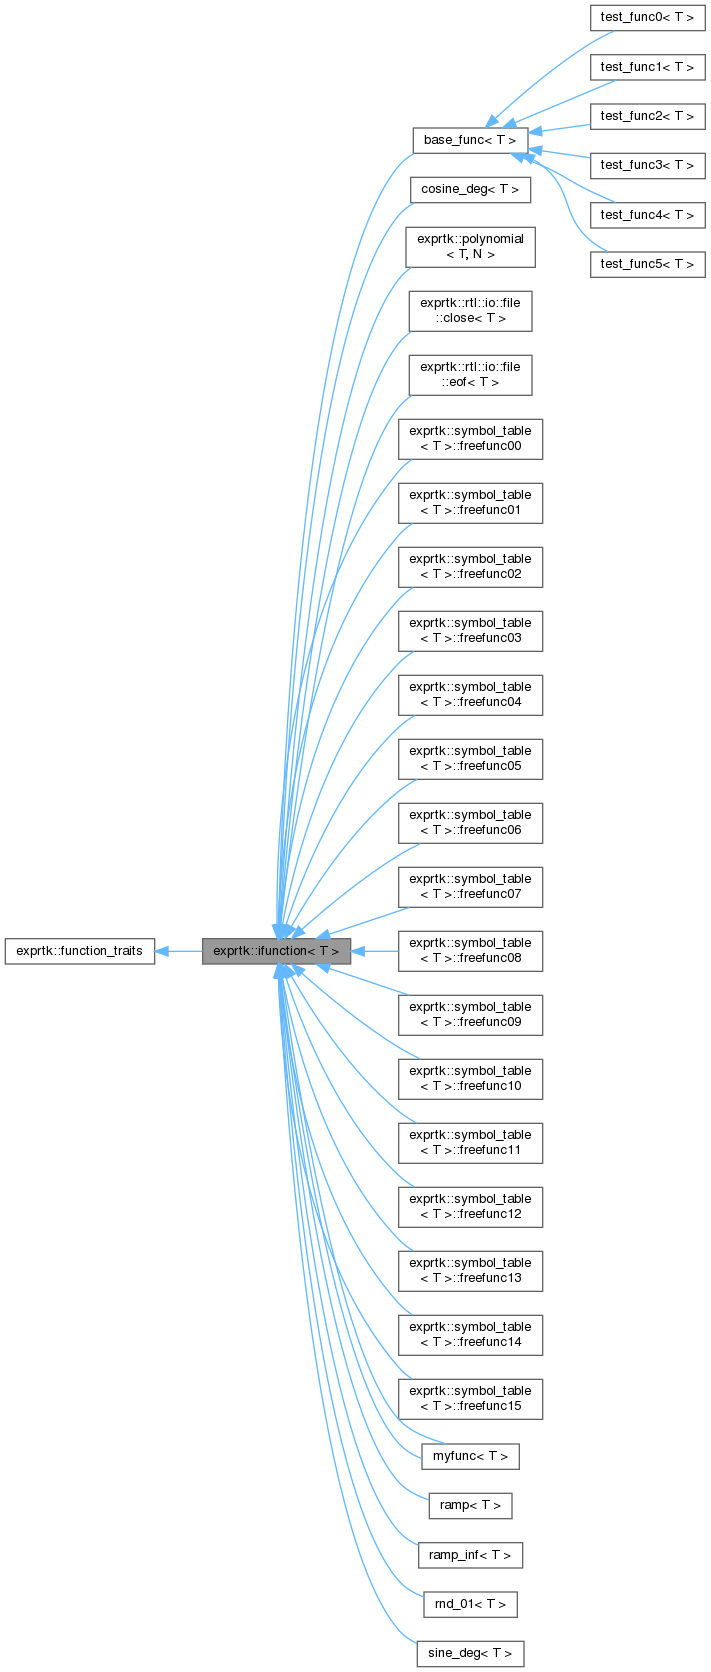 test_func0< T >
test_func1< T >
test_func2< T >
base_func< T >
test_func3< T >
cosine_deg< T >
test_func4< T >
exprtk::polynomial
< T, N >
test_func5< T >
exprtk::rtl::io::file
::close< T >
exprtk::rtl::io::file
::eof< T >
exprtk::symbol_table
< T >::freefunc00
exprtk::symbol_table
< T >::freefunc01
exprtk::symbol_table
< T >::freefunc02
exprtk::symbol_table
< T >::freefunc03
exprtk::symbol_table
< T >::freefunc04
exprtk::symbol_table
< T >::freefunc05
exprtk::symbol_table
< T >::freefunc06
exprtk::symbol_table
< T >::freefunc07
exprtk::function_traits
exprtk::ifunction< T >
exprtk::symbol_table
< T >::freefunc08
exprtk::symbol_table
< T >::freefunc09
exprtk::symbol_table
< T >::freefunc10
exprtk::symbol_table
< T >::freefunc11
exprtk::symbol_table
< T >::freefunc12
exprtk::symbol_table
< T >::freefunc13
exprtk::symbol_table
< T >::freefunc14
exprtk::symbol_table
< T >::freefunc15
myfunc< T >
ramp< T >
ramp_inf< T >
rnd_01< T >
sine_deg< T >